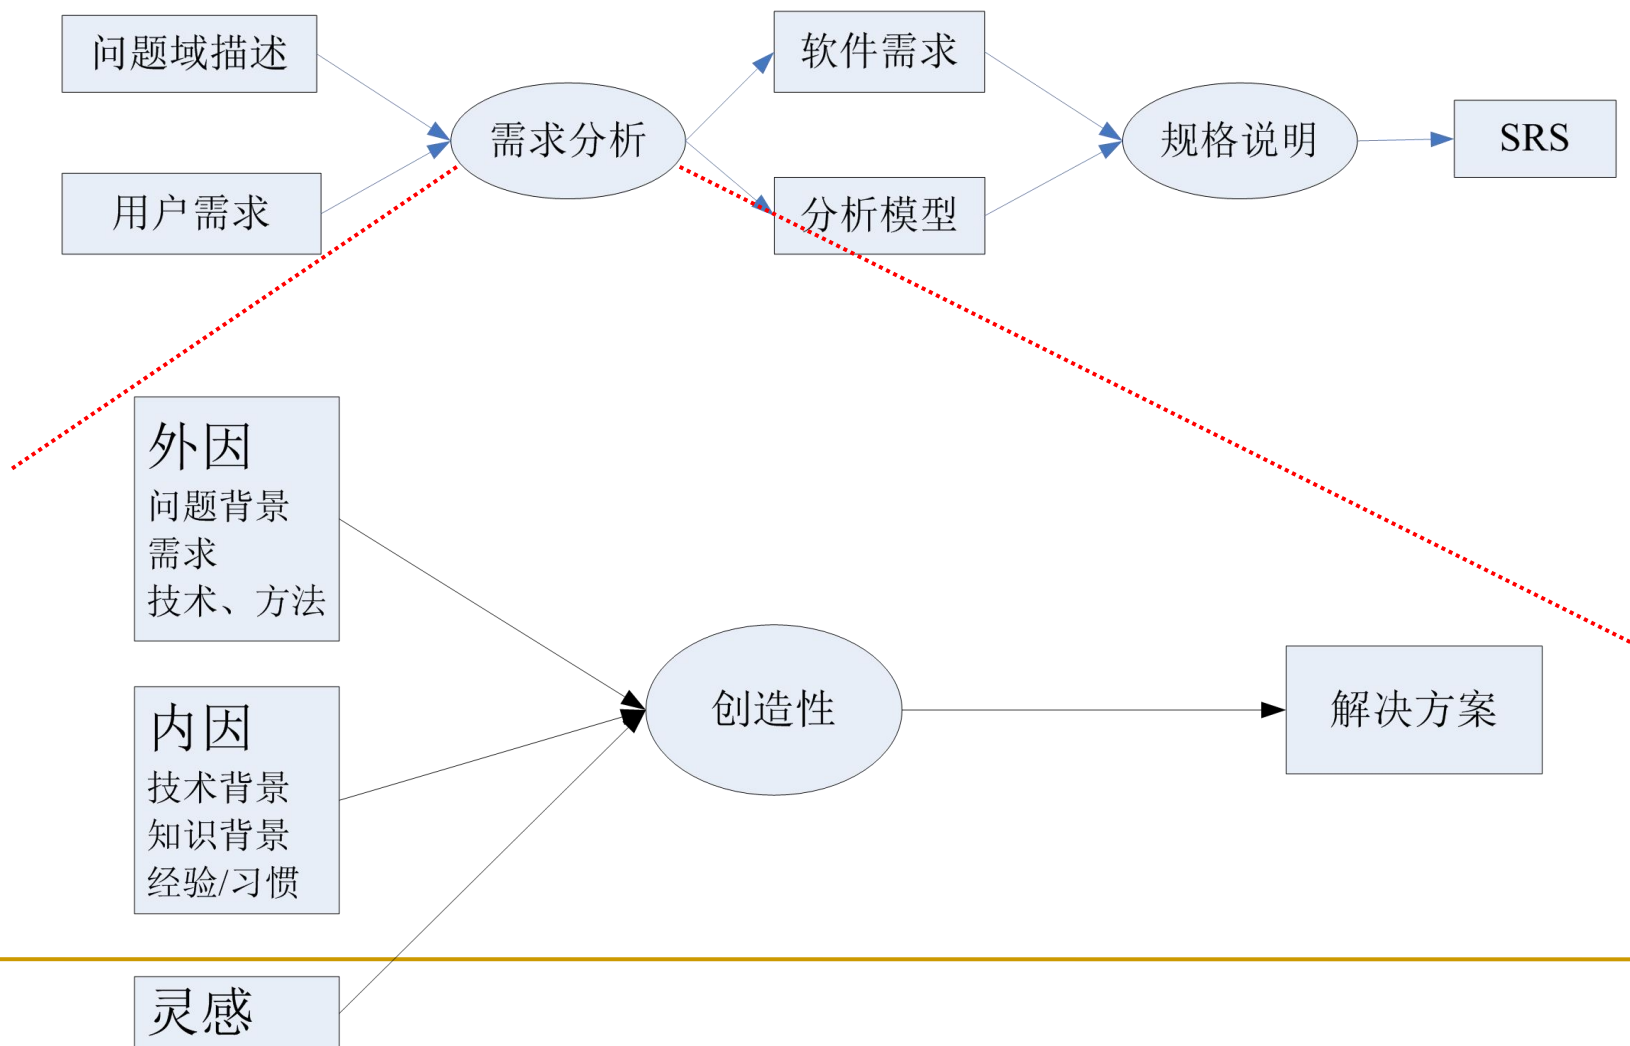 问题域描述
用户需求
需求分析
软件需求
分析模型
规格说明
SRS
外因
问题背景
需求
技术、方法
内因
技术背景
知识背景
经验/习惯
灵感
创造性
解决方案